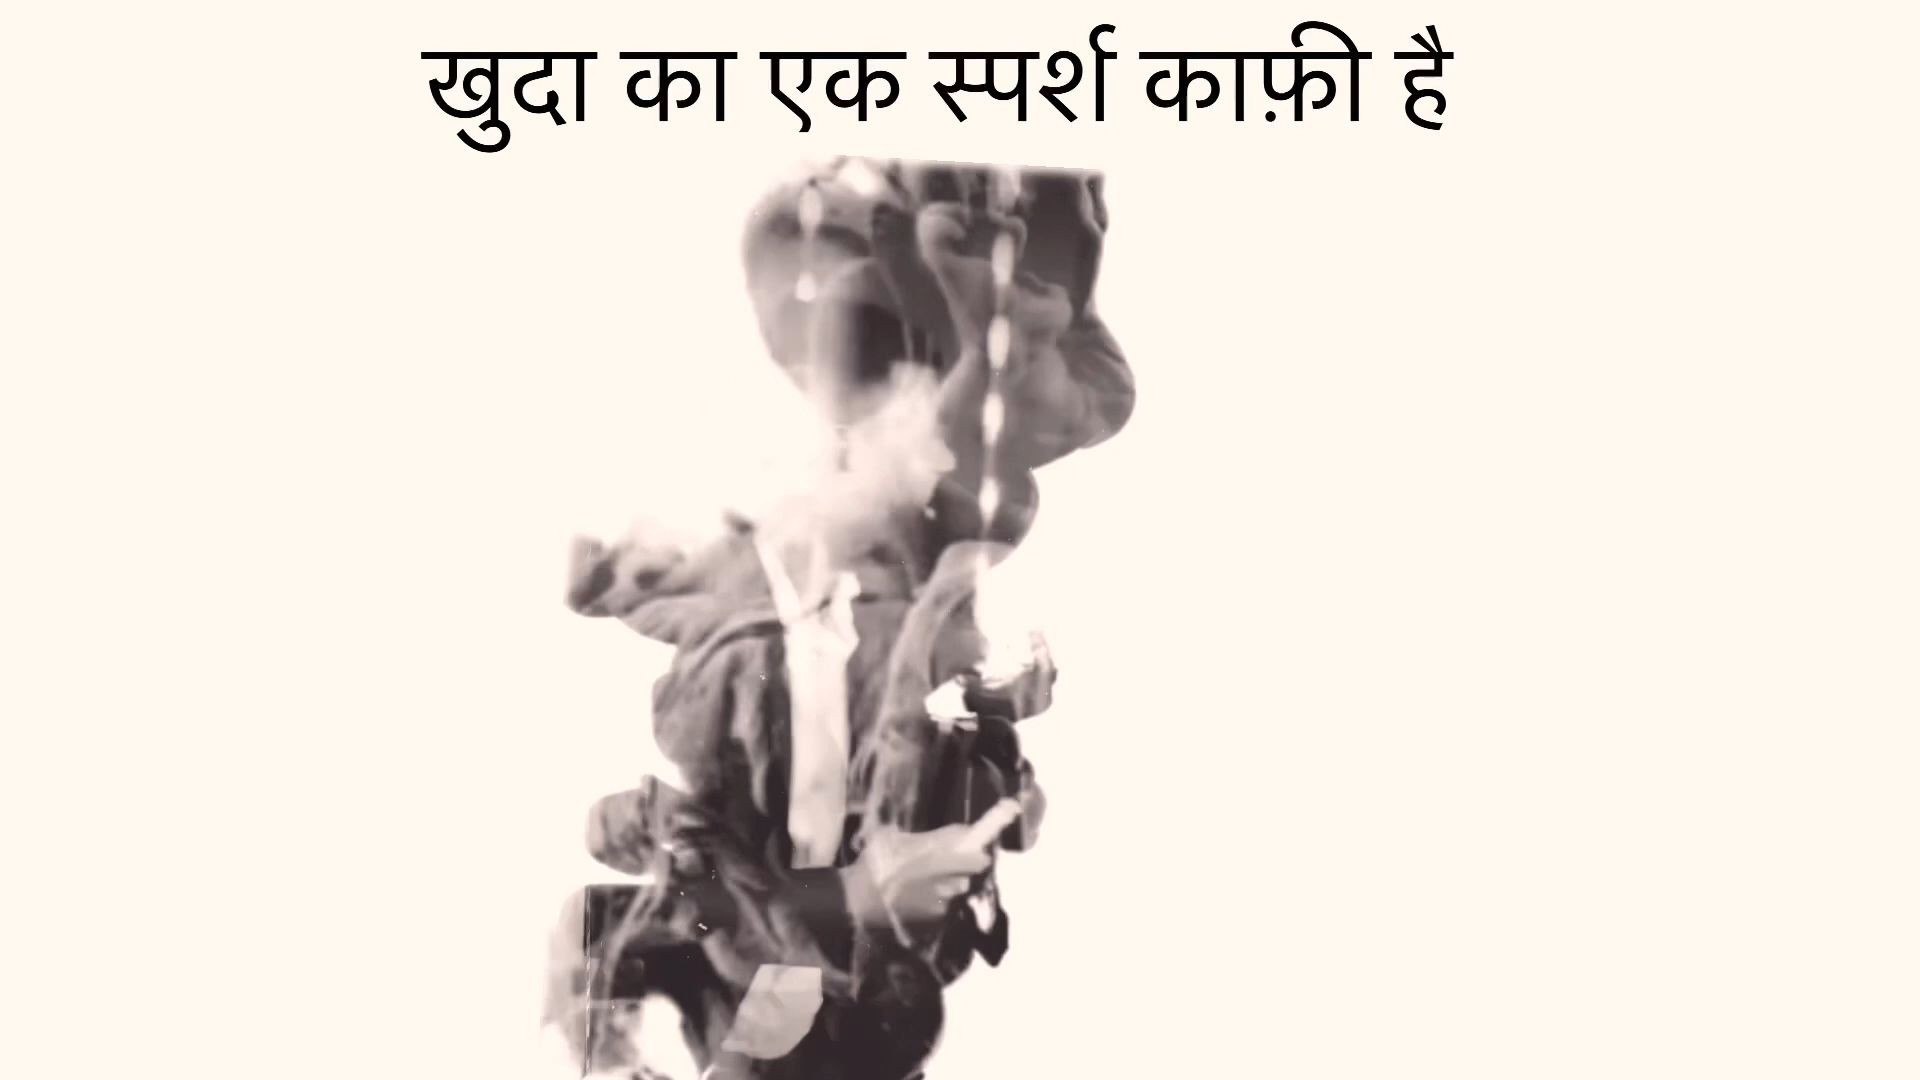 खुदा का एक स्पर्श काफ़ी है